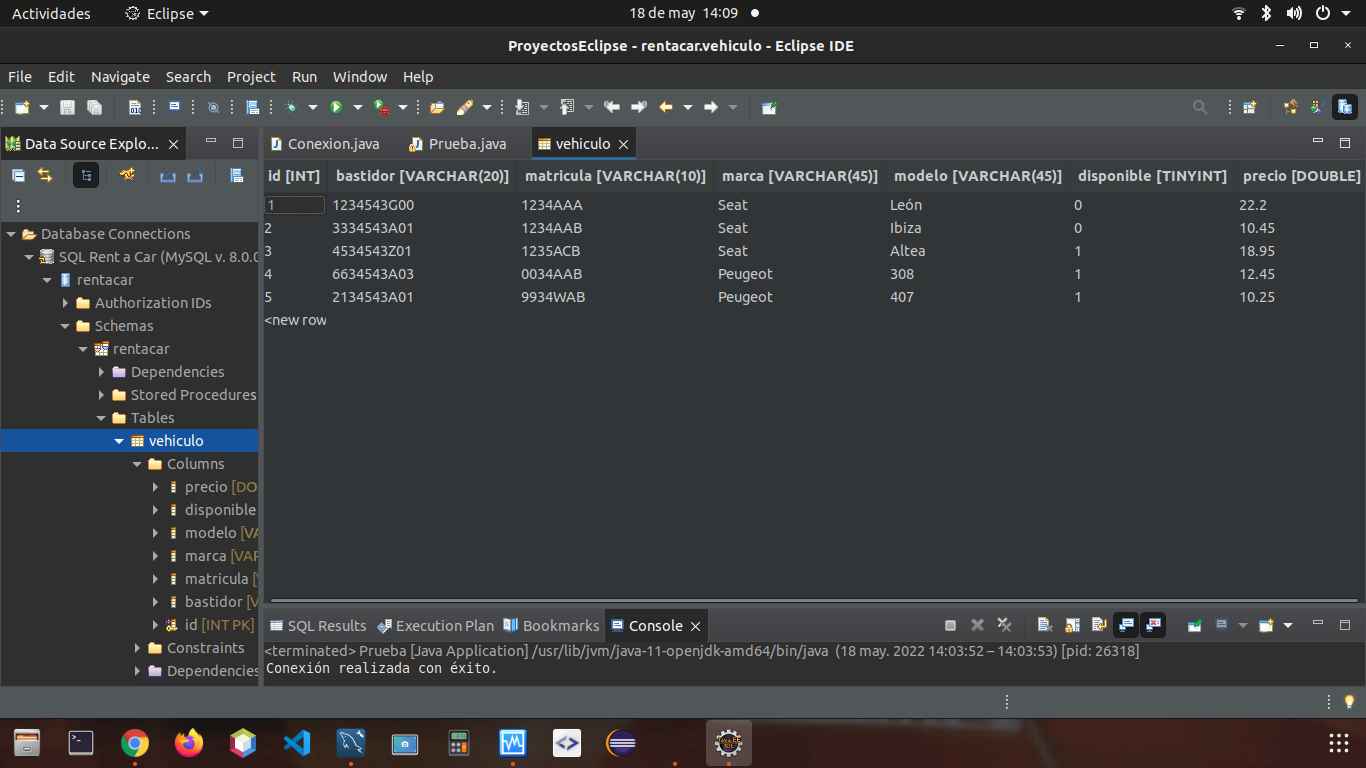 Actividades Eclipse 18 de may 14:09
ProyectosEclipse - rentacar.vehiculo - Eclipse IDE
File Edit Navigate Search Project Run Window Help
Data Source Explo... Conexion.java Prueba.java vehiculo
id [INT] bastidor [VARCHAR(20)] matricula [VARCHAR(10)] marca [VARCHAR(45)] modelo [VARCHAR(45)] disponible [TINYINT] precio [DOUBLE]
1 1234543G00 1234AAA Seat León 0 22.2
2 3334543A01 1234AAB Seat Ibiza 0 10.45
3 4534543Z01 1235ACB Seat Altea 1 18.95
4 6634543A03 0034AAB Peugeot 308 1 12.45
5 2134543A01 9934WAB Peugeot 407 1 10.25
<new row
Database Connections
SQL Rent a Car (MySQL v. 8.0.0
rentacar
Authorization IDs
Schemas
rentacar
Dependencies
Stored Procedures
Tables
vehiculo
Columns
precio [DO
disponible
modelo [VA
marca [VAR
matricula [V
bastidor [V
id [INT PK]
Constraints
Dependencies
SQL Results Execution Plan Bookmarks Console
<terminated> Prueba [Java Application] /usr/lib/jvm/java-11-openjdk-amd64/bin/java (18 may. 2022 14:03:52 – 14:03:53) [pid: 26318]
Conexión realizada con éxito.